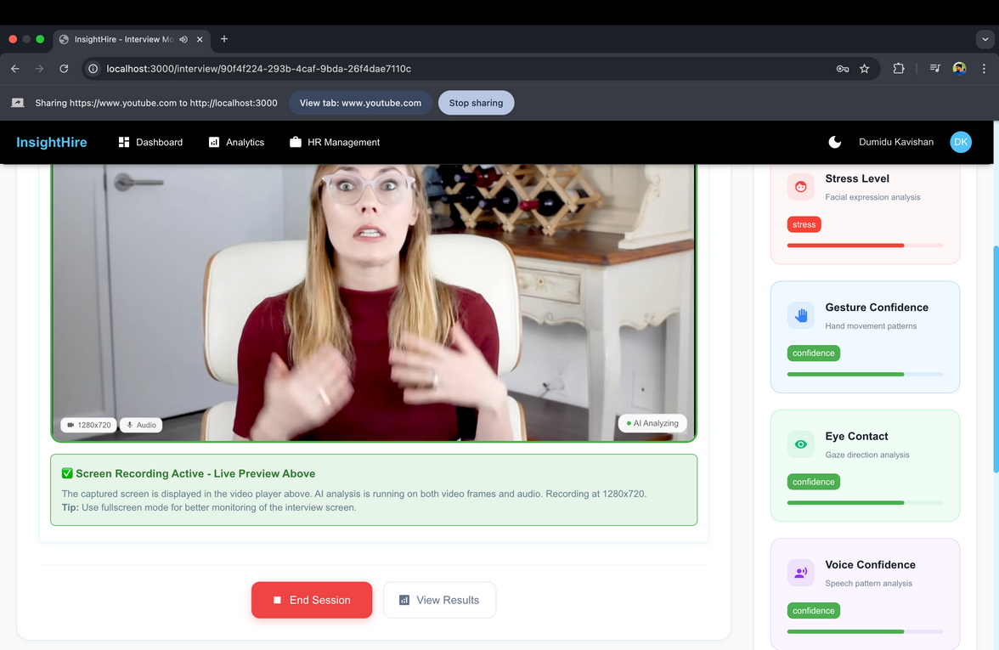 InsightHire - Interview Mo
localhost:3000/interview/90f4f224-293b-4caf-9bda-26f4dae7110c
Sharing https://www.youtube.com to http://localhost:3000
View tab: www.youtube.com
Stop sharing
InsightHire
Dashboard
Analytics
HR Management
Dumidu Kavishan
DK
1280x720
Audio
AI Analyzing
Screen Recording Active - Live Preview Above
The captured screen is displayed in the video player above. AI analysis is running on both video frames and audio. Recording at 1280x720.
Tip: Use fullscreen mode for better monitoring of the interview screen.
End Session
View Results
Stress Level
Facial expression analysis
stress
Gesture Confidence
Hand movement patterns
confidence
Eye Contact
Gaze direction analysis
confidence
Voice Confidence
Speech pattern analysis
confidence